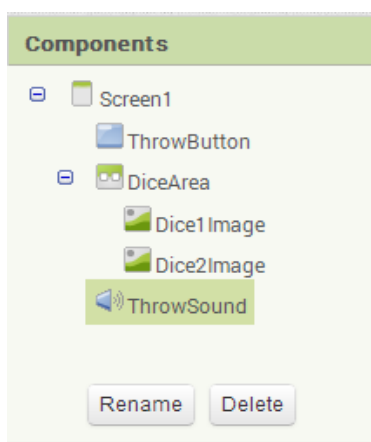 Components
Screen1
ThrowButton
DiceArea
Dice1Image
Dice2Image
ThrowSound
Rename Delete